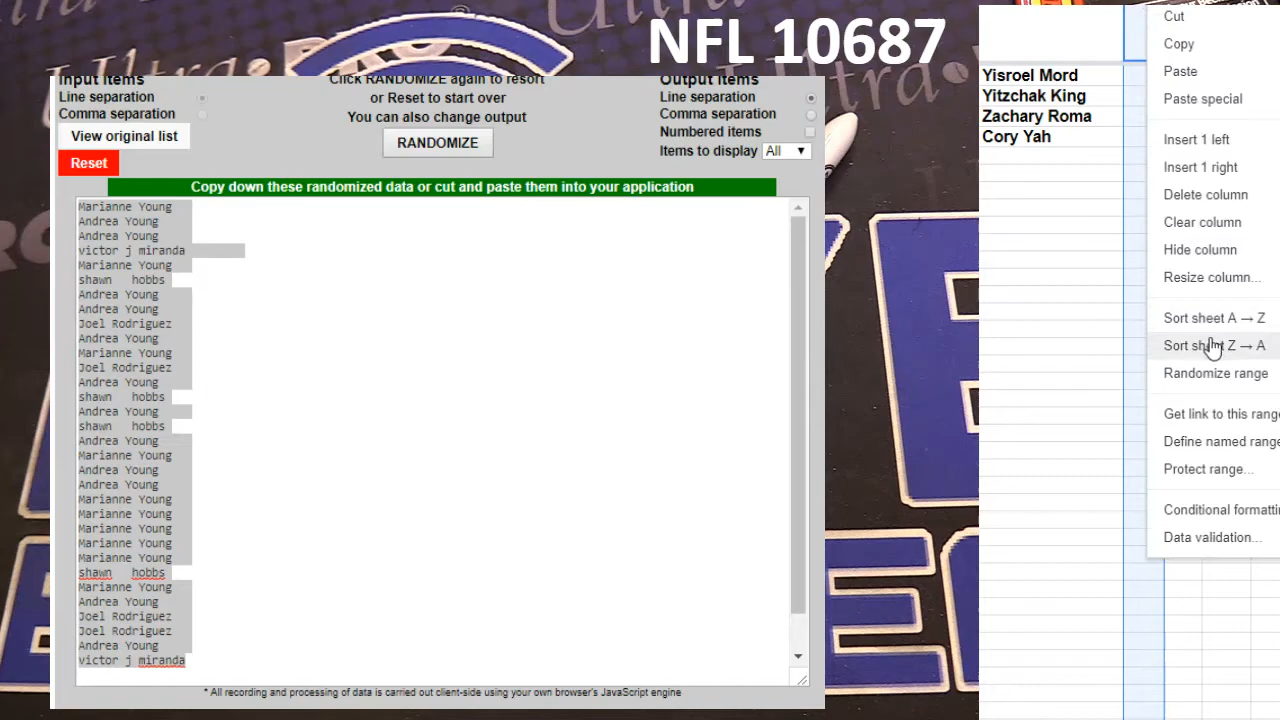 NFL 10687
Input Items
Line separation
Comma separation
View original list
Reset
Click RANDOMIZE again to resort
or Reset to start over
You can also change output
RANDOMIZE
Output Items
Line separation
Comma separation
Numbered items
Items to display All
Copy down these randomized data or cut and paste them into your application
Marianne Young
Andrea Young
Andrea Young
victor j miranda
Marianne Young
shawn hobbs
Andrea Young
Andrea Young
Joel Rodriguez
Andrea Young
Marianne Young
Joel Rodriguez
Andrea Young
shawn hobbs
Andrea Young
shawn hobbs
Andrea Young
Marianne Young
Andrea Young
Andrea Young
Marianne Young
Marianne Young
Marianne Young
Marianne Young
Marianne Young
shawn hobbs
Marianne Young
Andrea Young
Joel Rodriguez
Joel Rodriguez
Andrea Young
victor j miranda
* All recording and processing of data is carried out client-side using your own browser's JavaScript engine
Yisroel Mord
Yitzchak King
Zachary Roma
Cory Yah
Cut
Copy
Paste
Paste special
Insert 1 left
Insert 1 right
Delete column
Clear column
Hide column
Resize column...
Sort sheet A → Z
Sort sheet Z → A
Randomize range
Get link to this range
Define named range
Protect range...
Conditional formatti
Data validation...